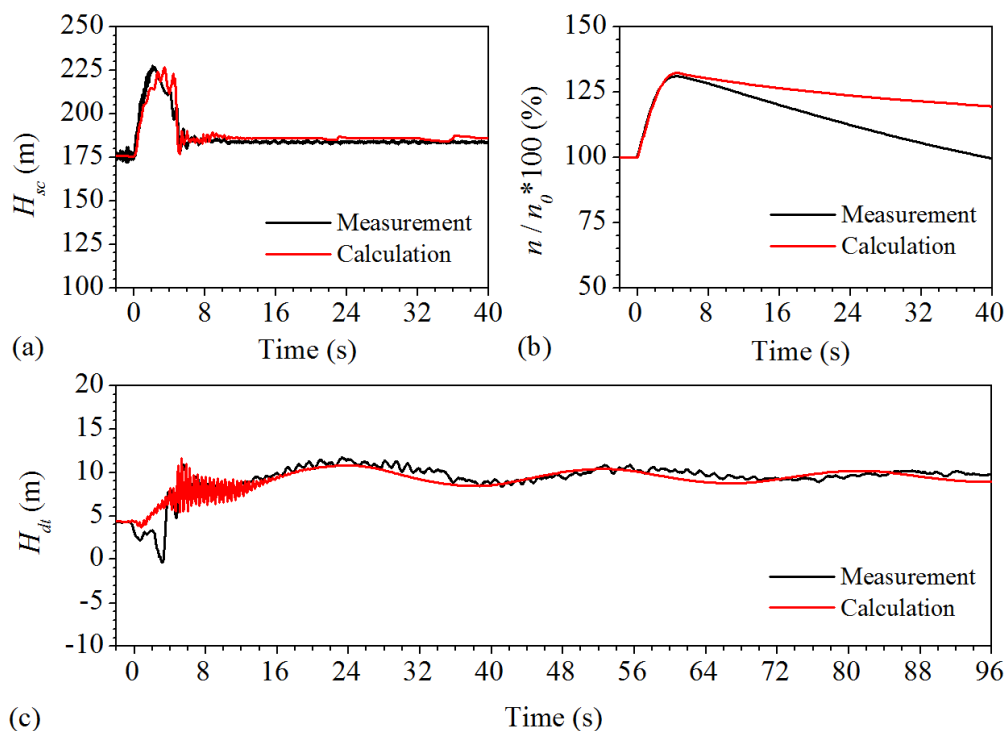 250
225
200
175
150
125
100
H_sc (m)
Measurement
Calculation
0 8 16 24 32 40
(a)
Time (s)
150
125
100
75
50
n / n_0*100 (%)
Measurement
Calculation
0 8 16 24 32 40
(b)
Time (s)
20
15
10
5
0
-5
-10
H_dt (m)
Measurement
Calculation
0 8 16 24 32 40 48 56 64 72 80 88 96
(c)
Time (s)